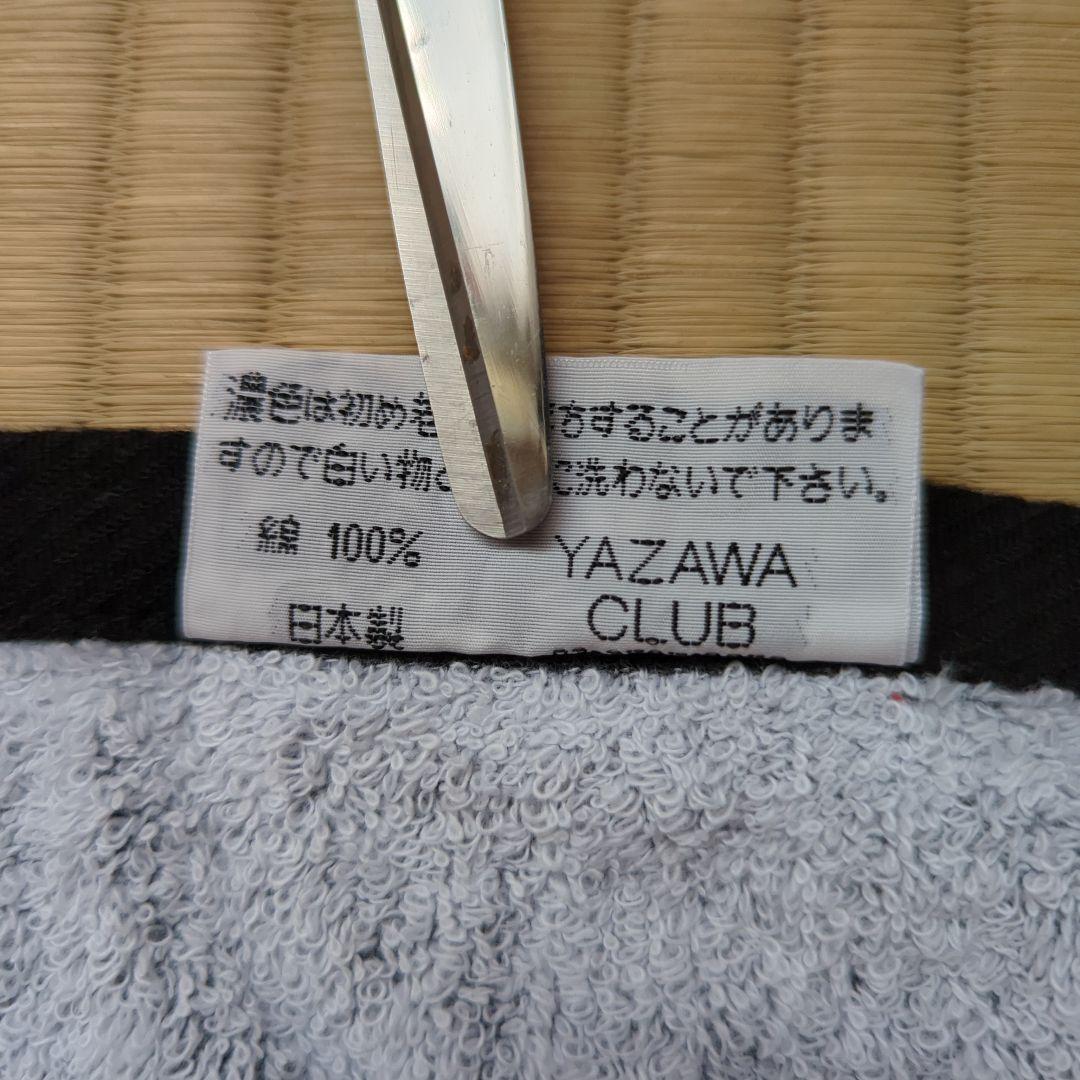 濃色は初め ちすることがありま
すので白い物 に洗わないで下さい。
綿 100%
YAZAWA
日本製
CLUB